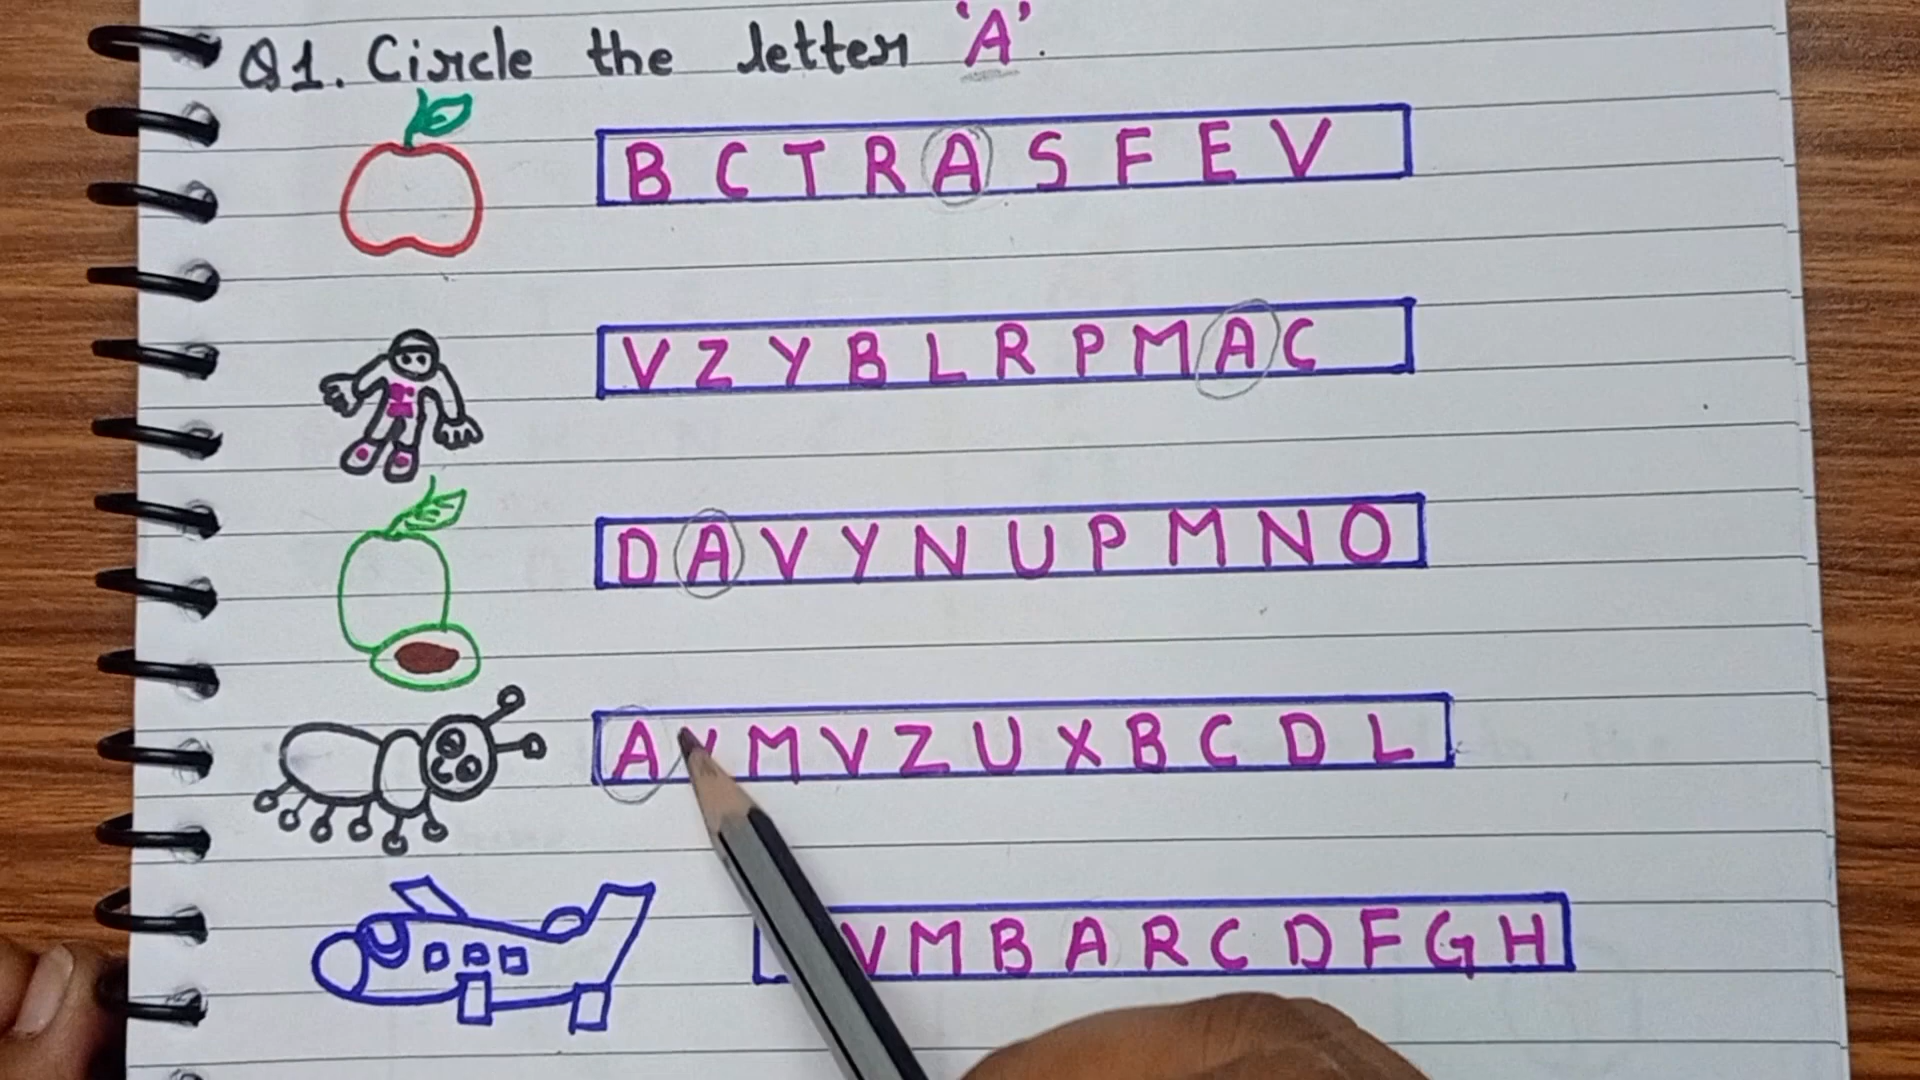 Q1. Circle the letter 'A'.
B C T R A S F E V
V Z Y B L R P M A C
D A V Y N U P M N O
A Y M V Z U X B C D L
V M B A R C D F G H